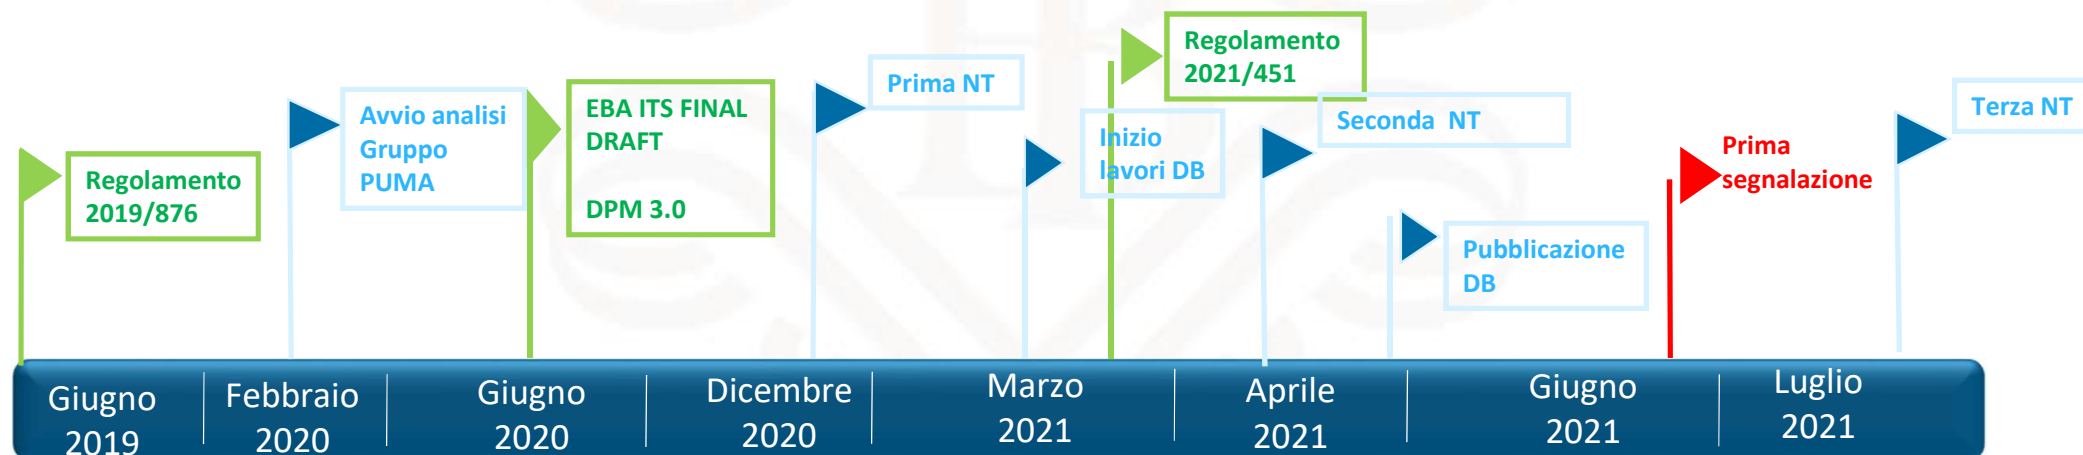 Regolamento
2019/876
Avvio analisi
Gruppo
PUMA
EBA ITS FINAL
DRAFT
DPM 3.0
Prima NT
Inizio
lavori DB
Regolamento
2021/451
Seconda NT
Pubblicazione
DB
Prima
segnalazione
Terza NT
Giugno
2019
Febbraio
2020
Giugno
2020
Dicembre
2020
Marzo
2021
Aprile
2021
Giugno
2021
Luglio
2021